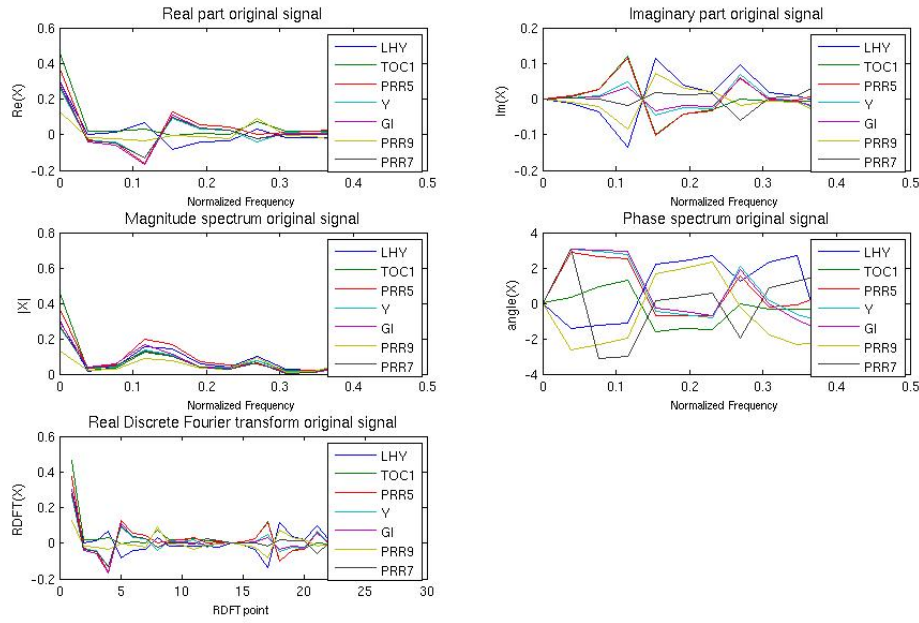 Real part original signal
0.6
0.4
0.2
0
-0.2
Re(X)
0
0.1
0.2
0.3
0.4
0.5
Normalized Frequency
LHY
TOC1
PRR5
Y
GI
PRR9
PRR7
Imaginary part original signal
0.2
0.1
0
-0.1
-0.2
Im(X)
0
0.1
0.2
0.3
0.4
0.5
Normalized Frequency
LHY
TOC1
PRR5
Y
GI
PRR9
PRR7
Magnitude spectrum original signal
0.8
0.6
0.4
0.2
0
|X|
0
0.1
0.2
0.3
0.4
0.5
Normalized Frequency
LHY
TOC1
PRR5
Y
GI
PRR9
PRR7
Phase spectrum original signal
4
2
0
-2
-4
angle(X)
0
0.1
0.2
0.3
0.4
0.5
Normalized Frequency
LHY
TOC1
PRR5
Y
GI
PRR9
PRR7
Real Discrete Fourier transform original signal
0.6
0.4
0.2
0
-0.2
RDFT(X)
0
5
10
15
20
25
30
RDFT point
LHY
TOC1
PRR5
Y
GI
PRR9
PRR7